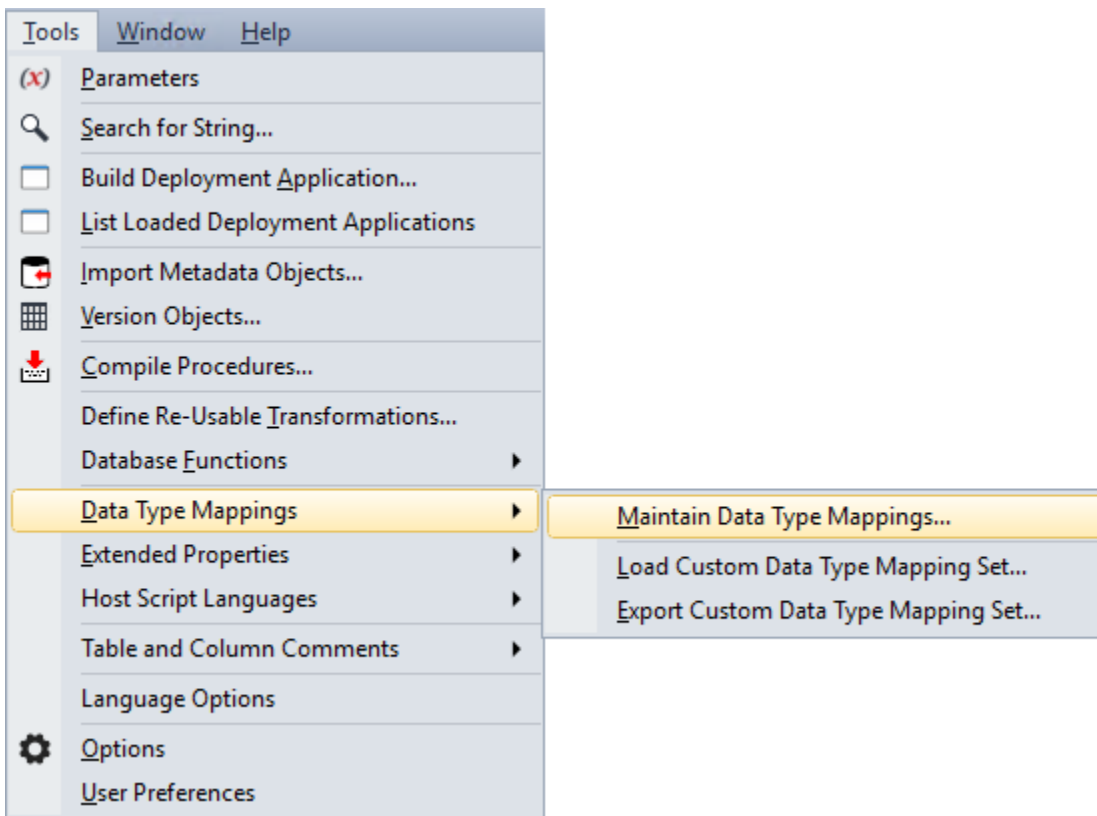 Tools Window Help
(x) Parameters
Search for String...
Build Deployment Application...
List Loaded Deployment Applications
Import Metadata Objects...
Version Objects...
Compile Procedures...
Define Re-Usable Transformations...
Database Functions
Data Type Mappings
Maintain Data Type Mappings...
Extended Properties
Load Custom Data Type Mapping Set...
Host Script Languages
Export Custom Data Type Mapping Set...
Table and Column Comments
Language Options
Options
User Preferences